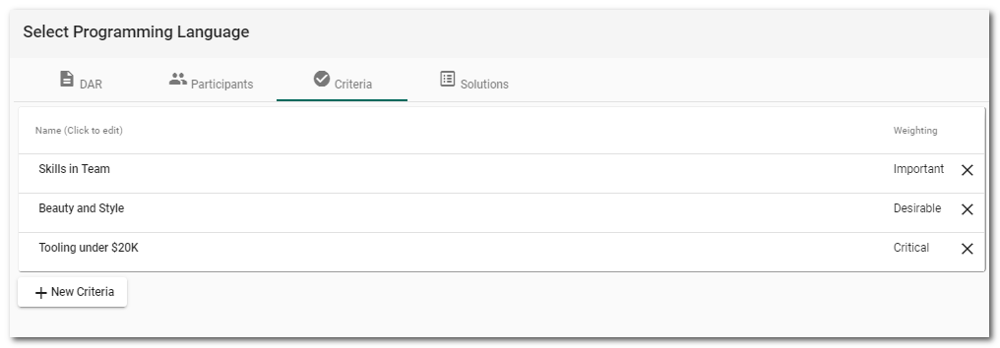 Select Programming Language
DAR Participants Criteria Solutions
Name (Click to edit) Weighting
Skills in Team Important
Beauty and Style Desirable
Tooling under $20K Critical
New Criteria